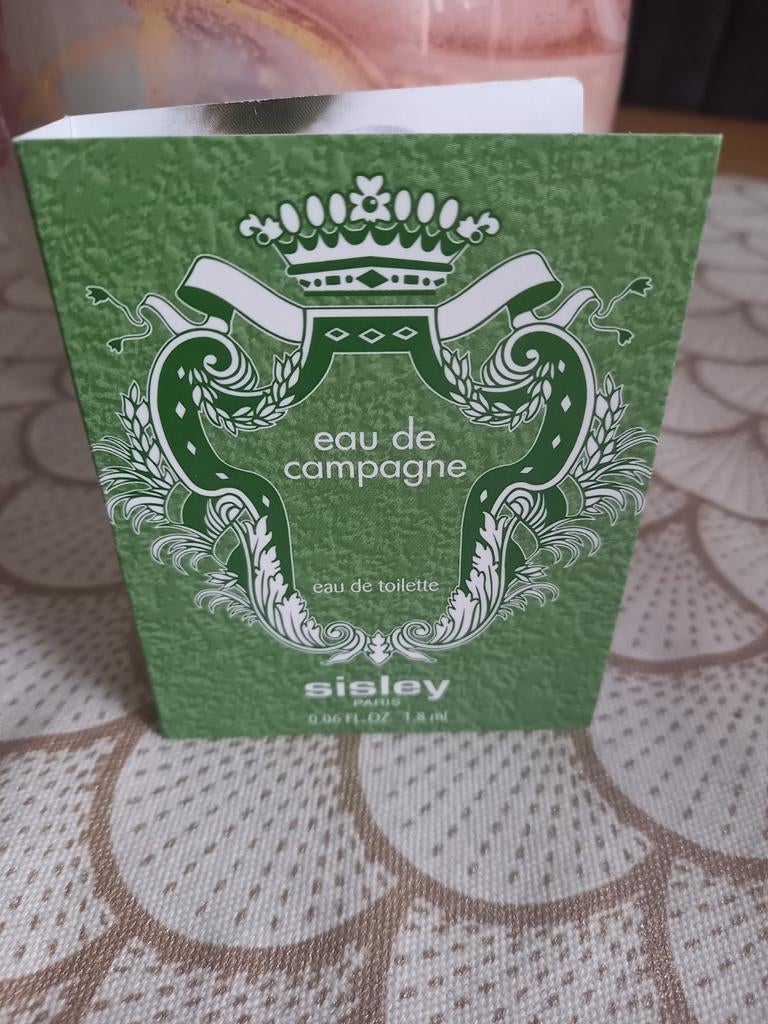 eau de
campagne
eau de toilette
sisley
PARIS
0.06 FL.OZ 1.8 ml